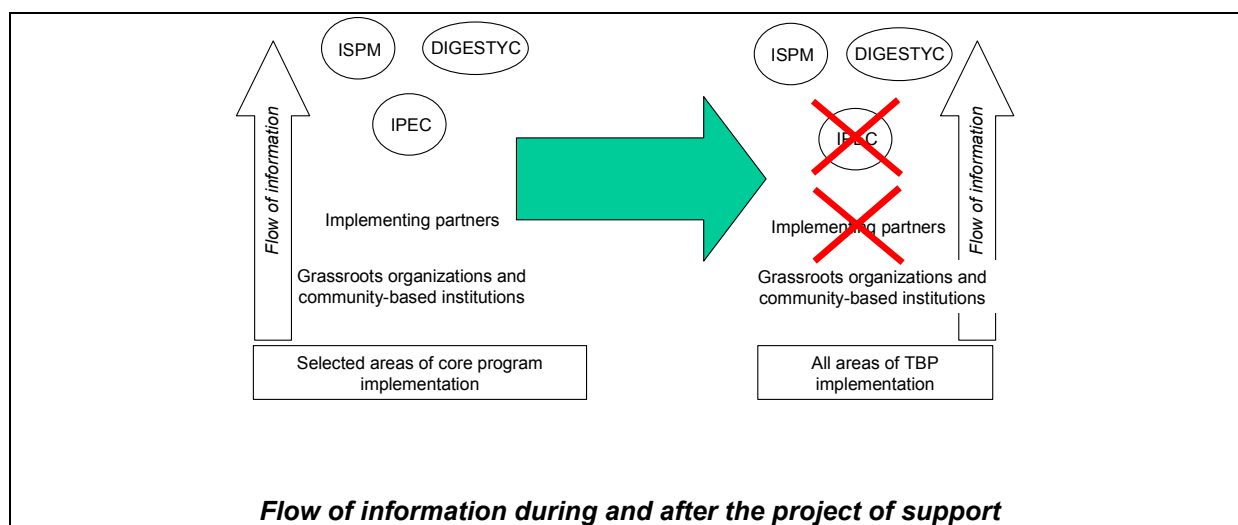 ISPM
DIGESTYC
IPEC
Flow of information
Implementing partners
Grassroots organizations and
community-based institutions
Selected areas of core program
implementation
ISPM
DIGESTYC
IPEC
Flow of information
Implementing partners
Grassroots organizations and
community-based institutions
All areas of TBP
implementation
Flow of information during and after the project of support